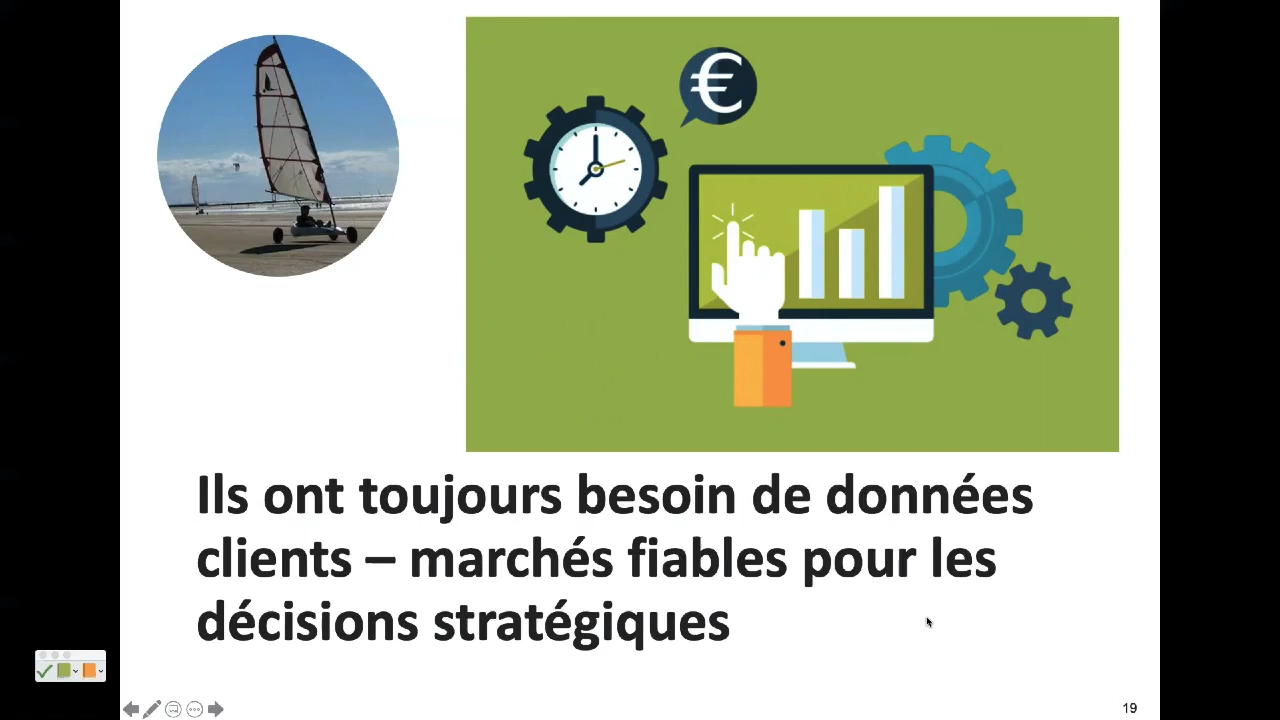 €
Ils ont toujours besoin de données
clients – marchés fiables pour les
décisions stratégiques
19